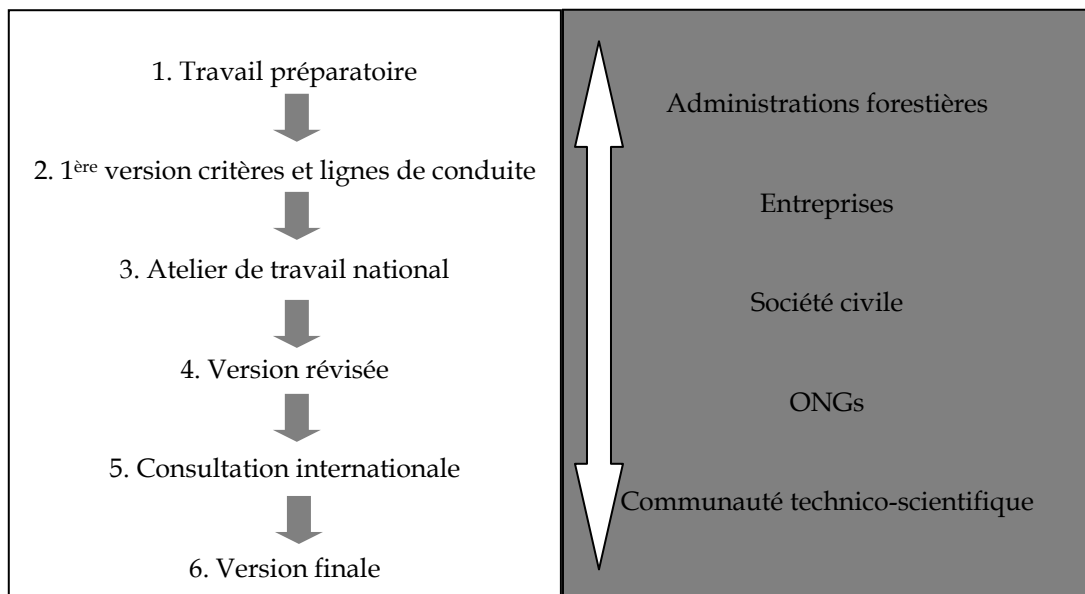 1. Travail préparatoire
2. 1ère version critères et lignes de conduite
3. Atelier de travail national
4. Version révisée
5. Consultation internationale
6. Version finale
Administrations forestières
Entreprises
Société civile
ONGs
Communauté technico-scientifique